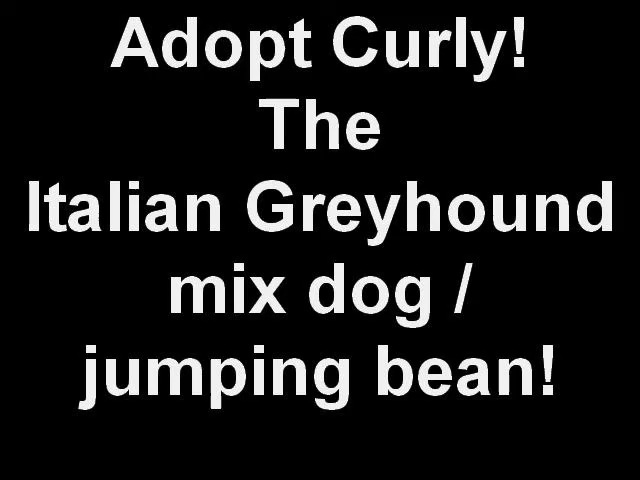 Adopt Curly!
The
Italian Greyhound
mix dog /
jumping bean!